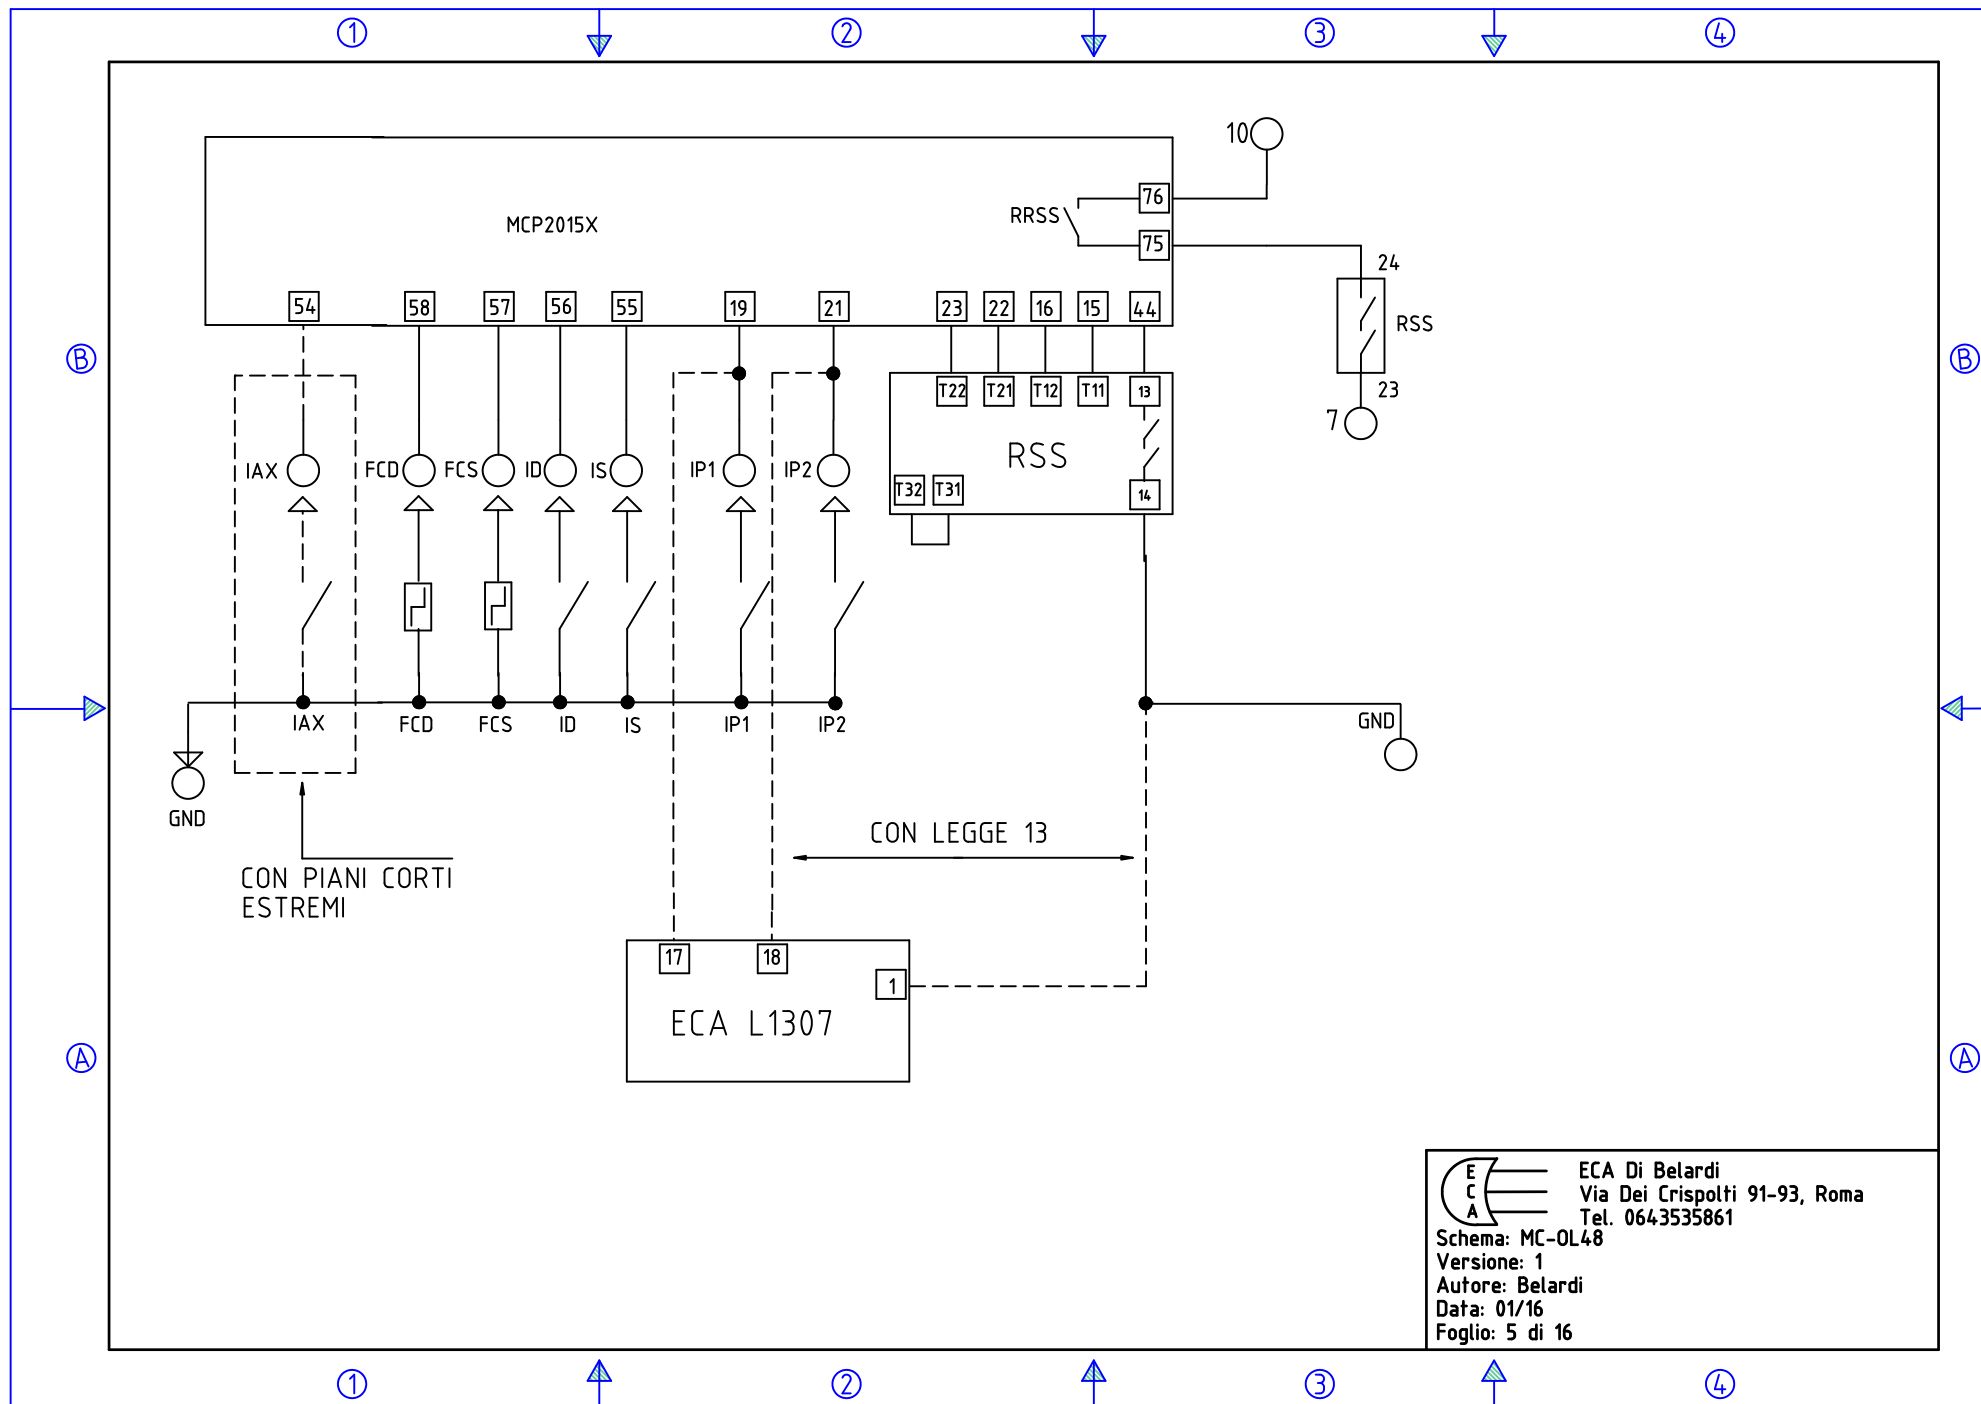 1 2 3 4
10
76
RRSS
MCP2015X
75
24
54 58 57 56 55 19 21 23 22 16 15 44
RSS
B B
T22 T21 T12 T11 13
23
7
RSS
IAX FCD FCS ID IS IP1 IP2
T32 T31 14
IAX FCD FCS ID IS IP1 IP2
GND
GND
CON LEGGE 13
CON PIANI CORTI
ESTREMI
17 18
1
ECA L1307
A A
E
C
A
ECA Di Belardi
Via Dei Crispolti 91-93, Roma
Tel. 0643535861
Schema: MC-OL48
Versione: 1
Autore: Belardi
Data: 01/16
Foglio: 5 di 16
1 2 3 4